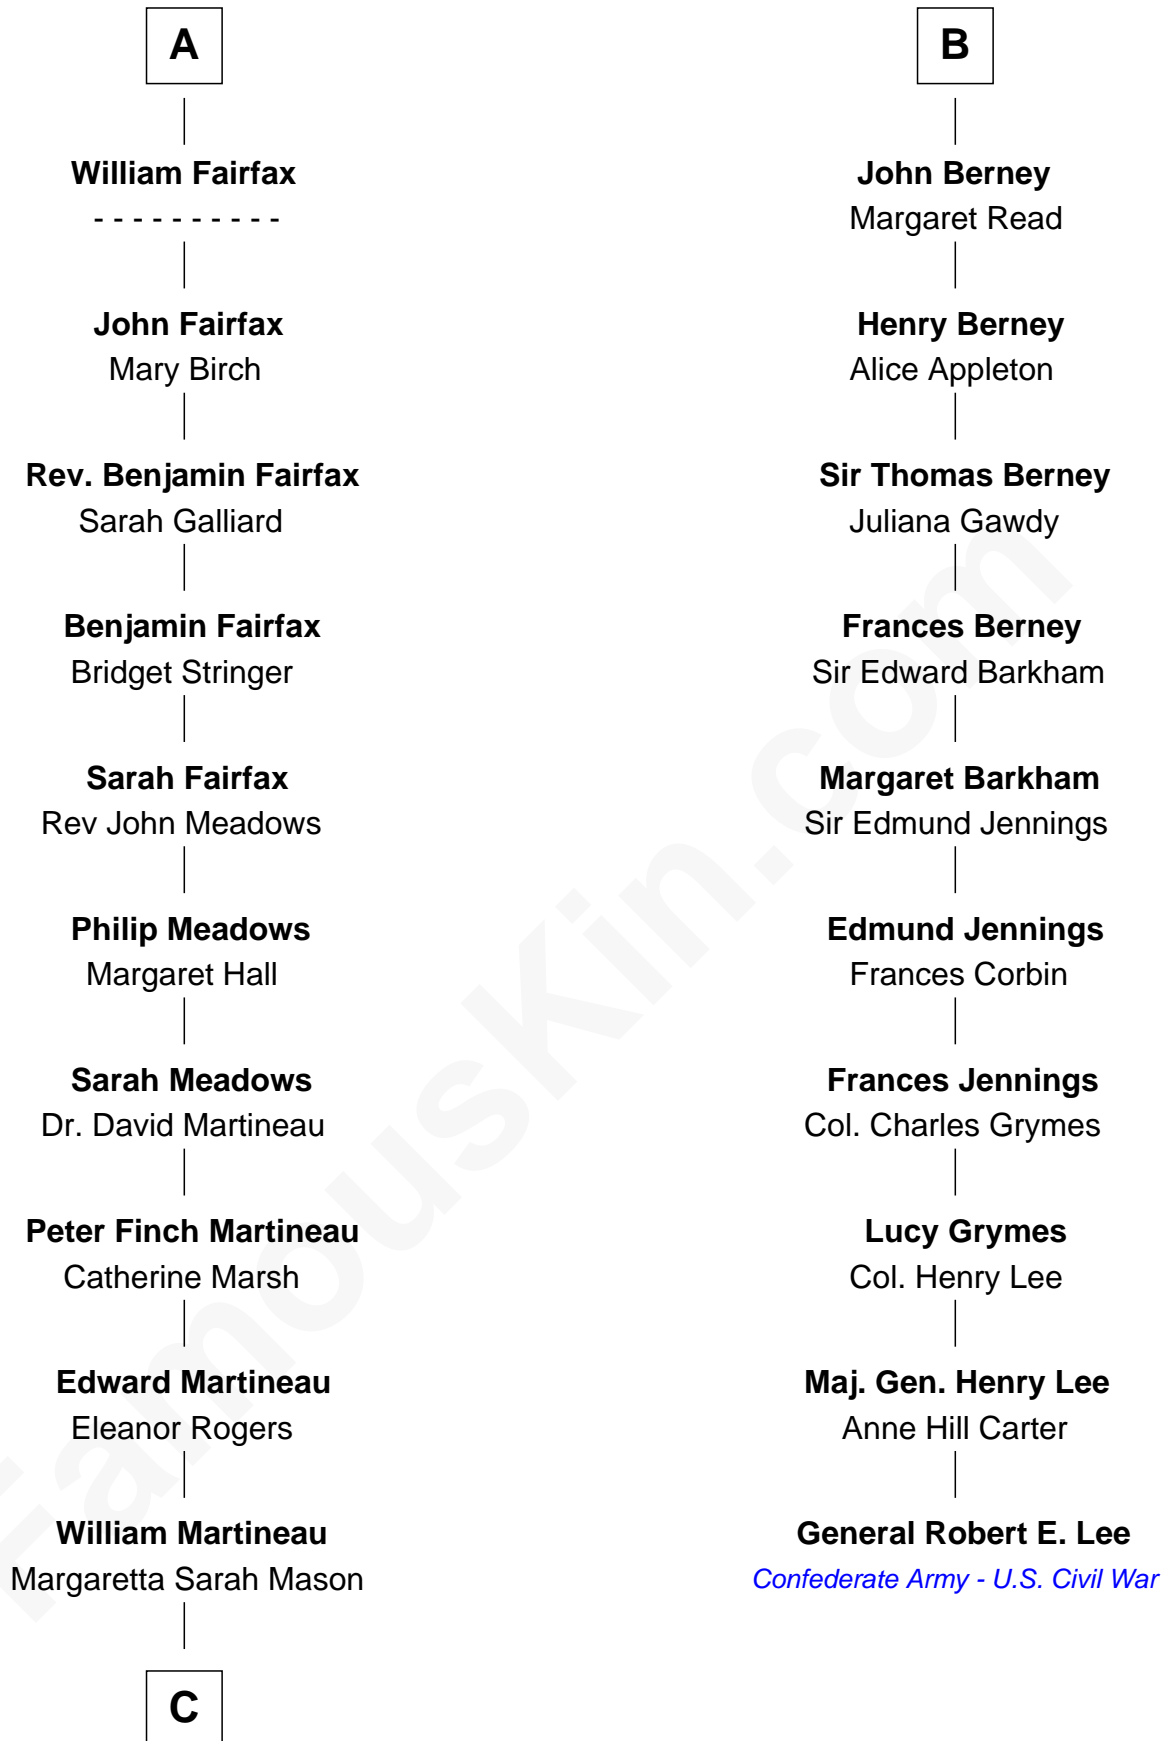 A
William Fairfax
- - - - - - - - - -
John Fairfax
Mary Birch
Rev. Benjamin Fairfax
Sarah Galliard
Benjamin Fairfax
Bridget Stringer
Sarah Fairfax
Rev John Meadows
Philip Meadows
Margaret Hall
Sarah Meadows
Dr. David Martineau
Peter Finch Martineau
Catherine Marsh
Edward Martineau
Eleanor Rogers
William Martineau
Margaretta Sarah Mason
C
B
John Berney
Margaret Read
Henry Berney
Alice Appleton
Sir Thomas Berney
Juliana Gawdy
Frances Berney
Sir Edward Barkham
Margaret Barkham
Sir Edmund Jennings
Edmund Jennings
Frances Corbin
Frances Jennings
Col. Charles Grymes
Lucy Grymes
Col. Henry Lee
Maj. Gen. Henry Lee
Anne Hill Carter
General Robert E. Lee
Confederate Army - U.S. Civil War
FamousKin.com